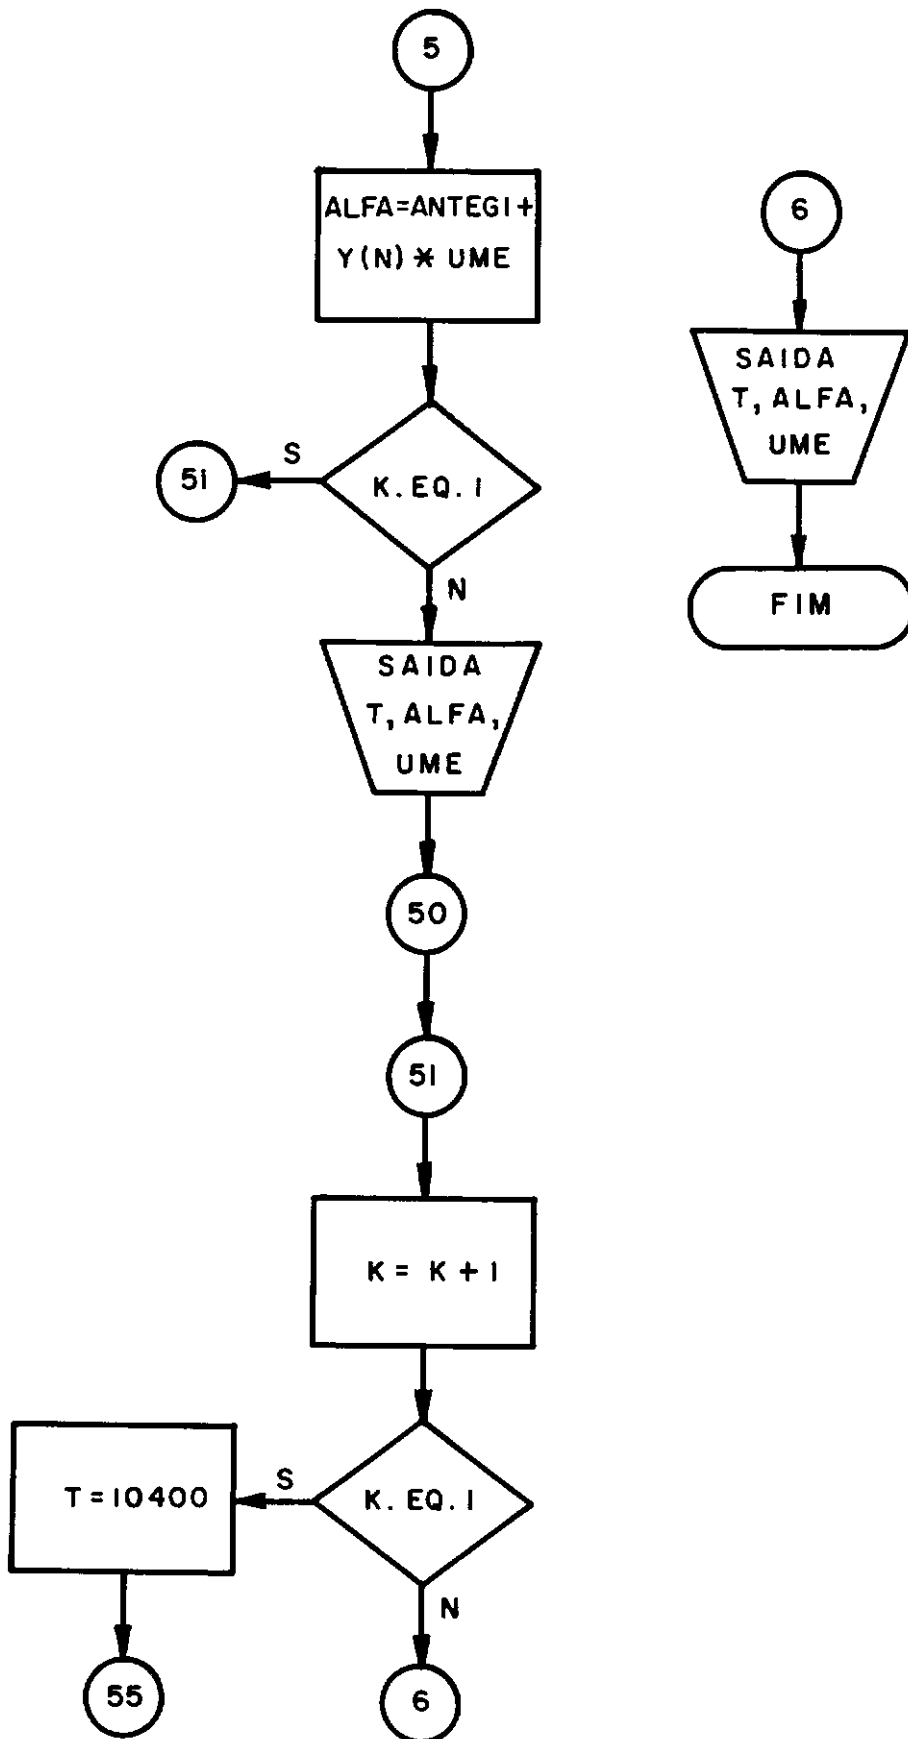 5
ALFA=ANTEGI+
Y(N) * UME
K.EQ.1
S
51
N
SAIDA
T, ALFA,
UME
50
51
K = K + 1
K.EQ.1
S
T=10400
55
N
6
6
SAIDA
T, ALFA,
UME
FIM